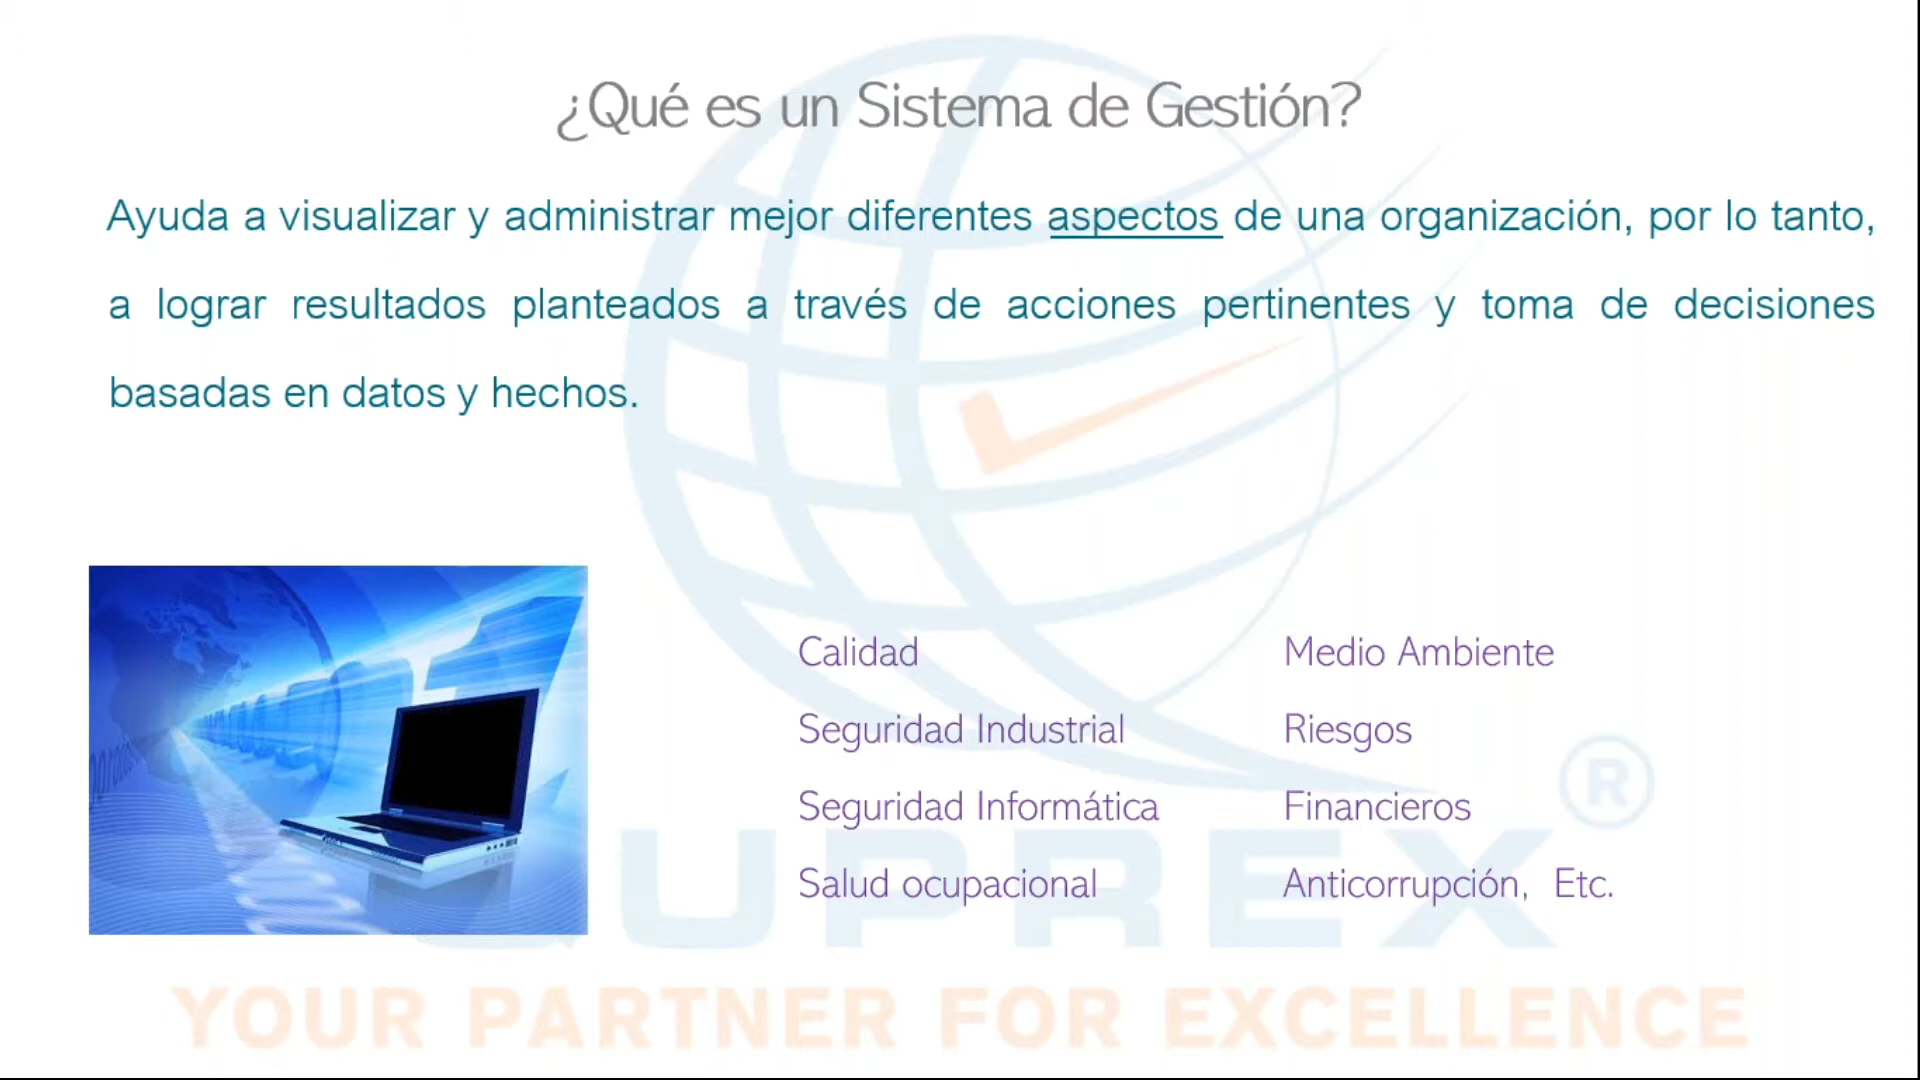 ¿Qué es un Sistema de Gestión?
Ayuda a visualizar y administrar mejor diferentes aspectos de una organización, por lo tanto,
a lograr resultados planteados a través de acciones pertinentes y toma de decisiones
basadas en datos y hechos.
Calidad
Medio Ambiente
Seguridad Industrial
Riesgos
Seguridad Informática
Financieros
Salud ocupacional
Anticorrupción, Etc.
UPREX ®
YOUR PARTNER FOR EXCELLENCE